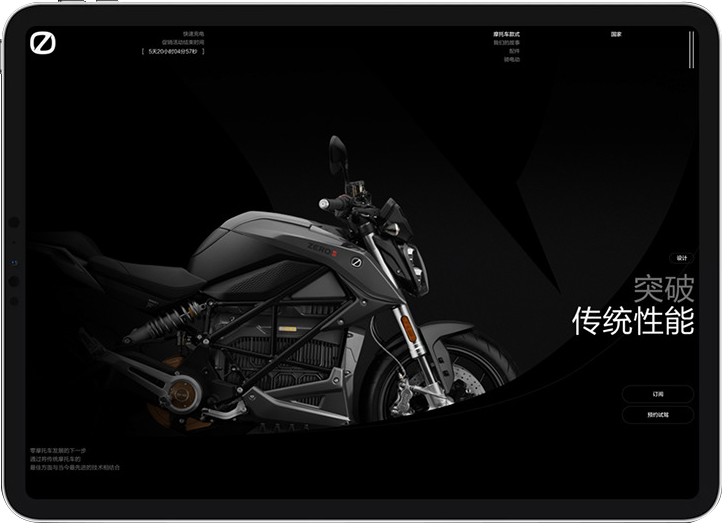 快速充电
促销活动结束时间
[ 5天20小时04分57秒 ]
摩托车款式
我们的故事
配件
碳电动
国家
ZERO S
设计
突破
传统性能
订阅
预约试驾
零摩托车发展的下一步
通过将传统摩托车的
最佳方面与当今最先进的技术相结合